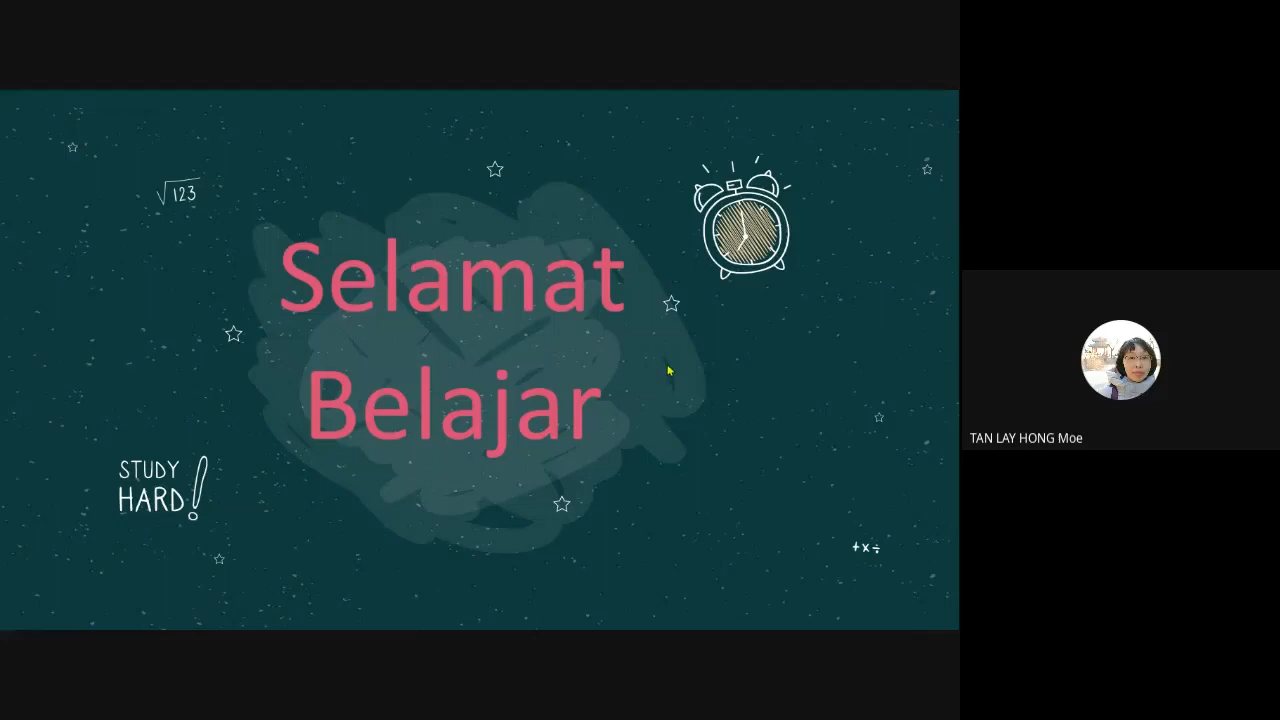 √123
Selamat
Belajar
STUDY
HARD!
+×÷
TAN LAY HONG Moe